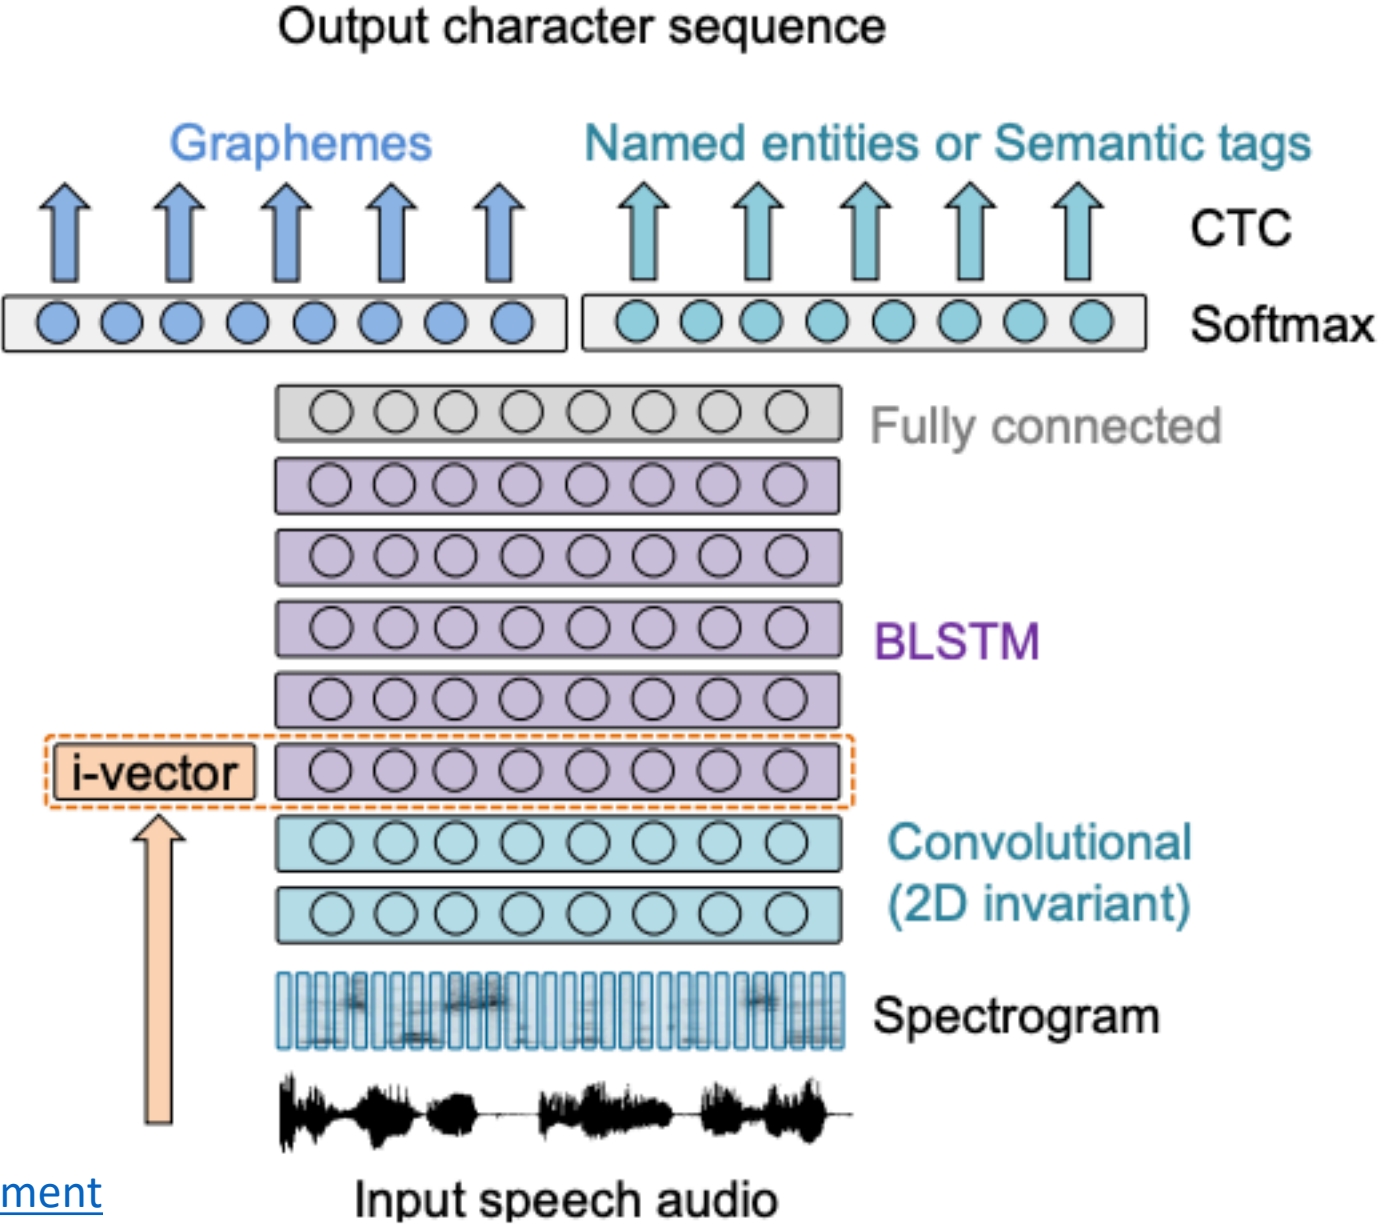 Output character sequence
Graphemes
Named entities or Semantic tags
CTC
Softmax
Fully connected
BLSTM
i-vector
Convolutional
(2D invariant)
Spectrogram
ment
Input speech audio